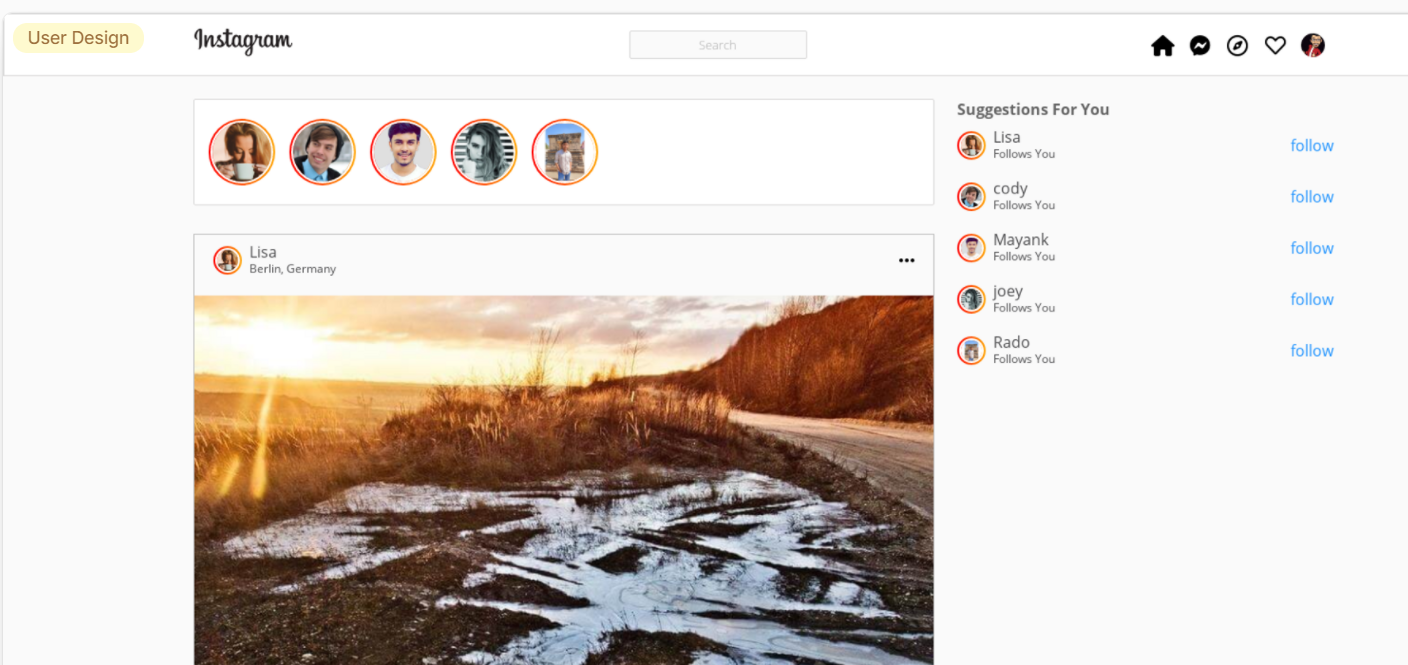 User Design
Instagram
Search
Suggestions For You
Lisa
Follows You
follow
cody
Follows You
follow
Mayank
Follows You
follow
joey
Follows You
follow
Rado
Follows You
follow
Lisa
Berlin, Germany